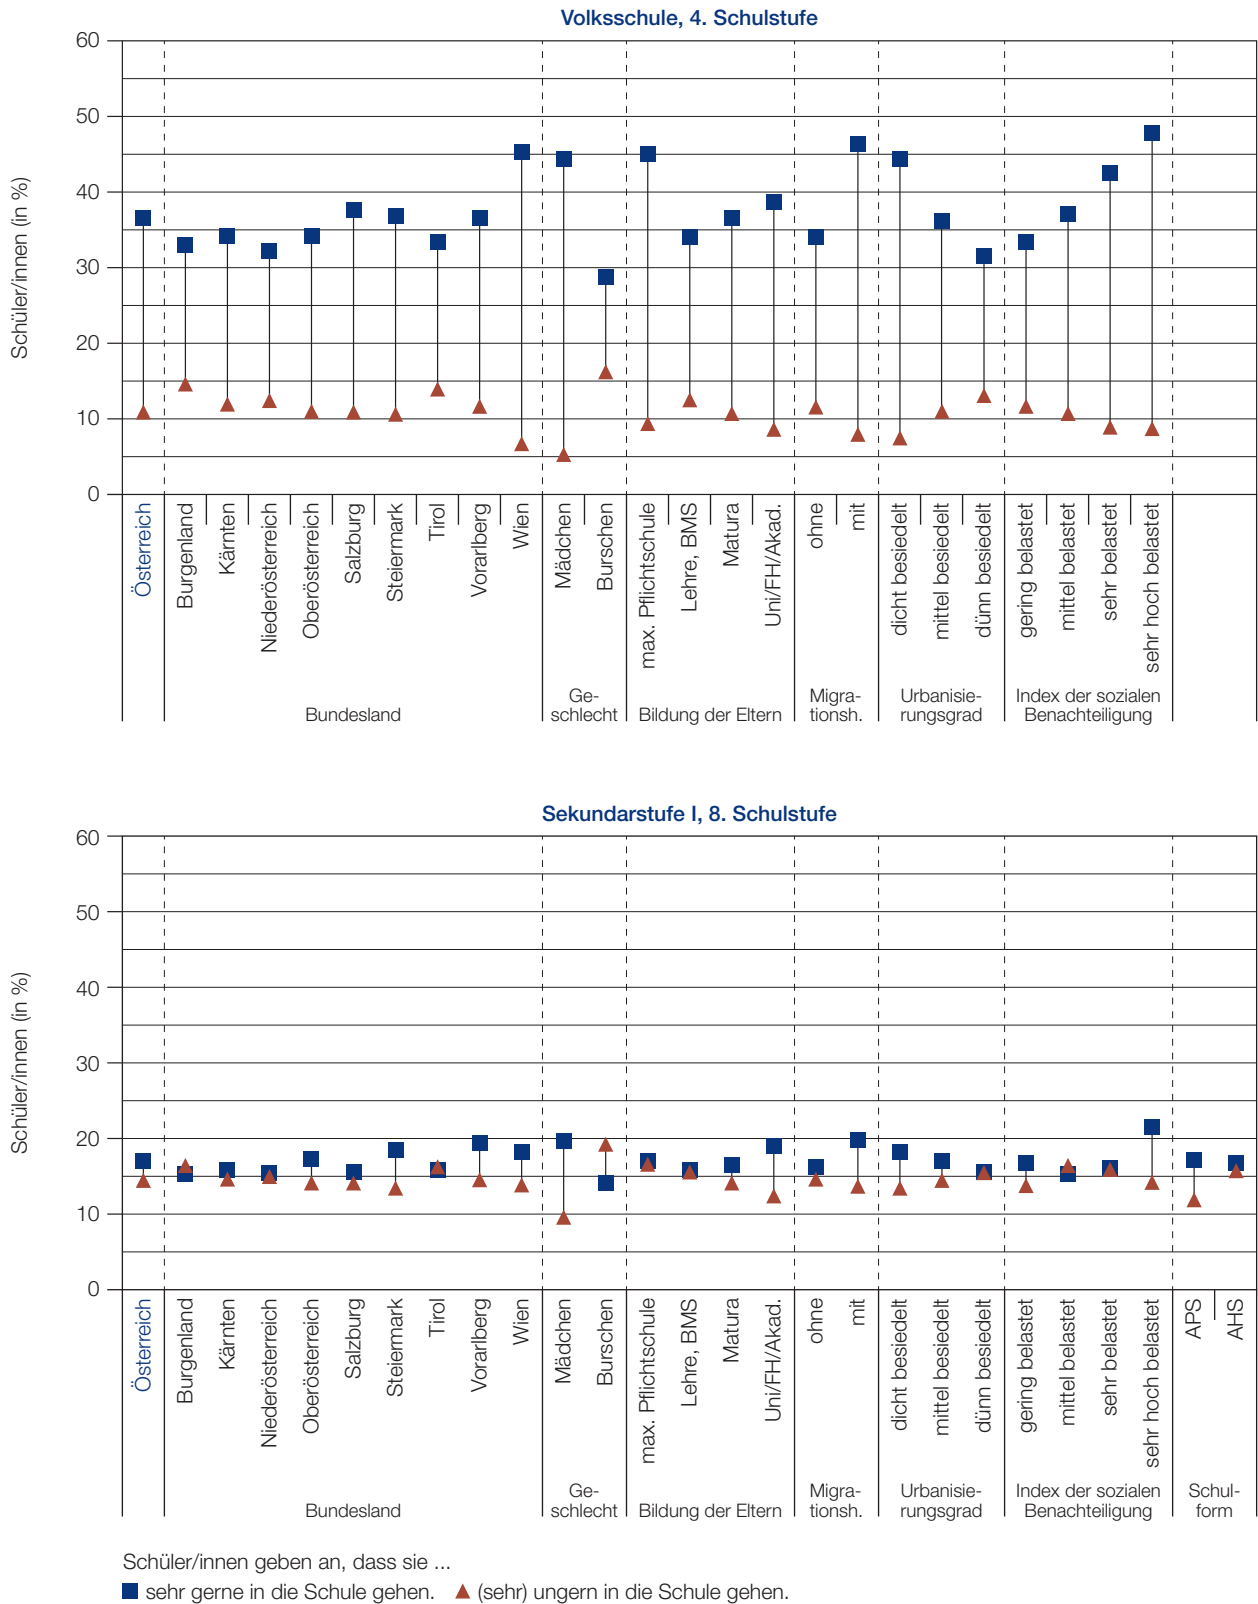 Volksschule, 4. Schulstufe
Schüler/innen (in %)
60
50
40
30
20
10
0
Österreich
Burgenland
Kärnten
Niederösterreich
Oberösterreich
Salzburg
Steiermark
Tirol
Vorarlberg
Wien
Mädchen
Burschen
max. Pflichtschule
Lehre, BMS
Matura
Uni/FH/Akad.
ohne
mit
dicht besiedelt
mittel besiedelt
dünn besiedelt
gering belastet
mittel belastet
sehr belastet
sehr hoch belastet
Bundesland
Ge-
schlecht
Bildung der Eltern
Migra-
tionsh.
Urbanisie-
rungsgrad
Index der sozialen
Benachteiligung
Sekundarstufe I, 8. Schulstufe
Schüler/innen (in %)
60
50
40
30
20
10
0
Österreich
Burgenland
Kärnten
Niederösterreich
Oberösterreich
Salzburg
Steiermark
Tirol
Vorarlberg
Wien
Mädchen
Burschen
max. Pflichtschule
Lehre, BMS
Matura
Uni/FH/Akad.
ohne
mit
dicht besiedelt
mittel besiedelt
dünn besiedelt
gering belastet
mittel belastet
sehr belastet
sehr hoch belastet
APS
AHS
Bundesland
Ge-
schlecht
Bildung der Eltern
Migra-
tionsh.
Urbanisie-
rungsgrad
Index der sozialen
Benachteiligung
Schul-
form
Schüler/innen geben an, dass sie ...
sehr gerne in die Schule gehen. (sehr) ungern in die Schule gehen.